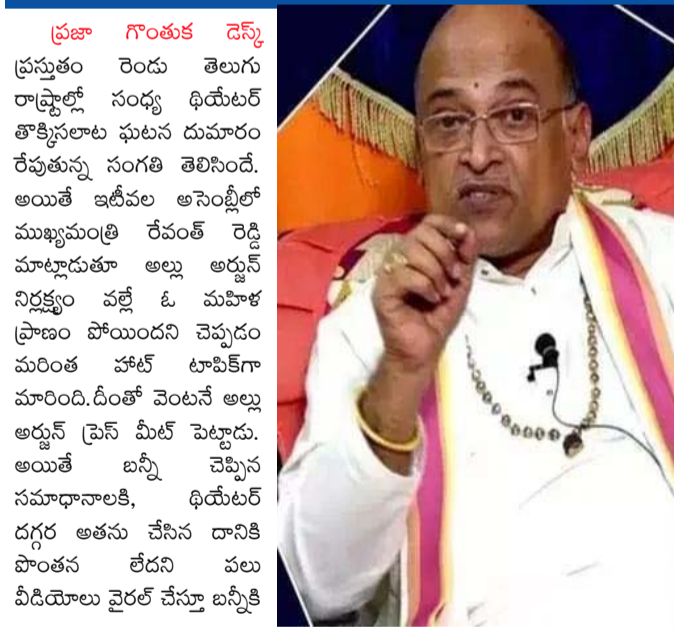 ప్రజా గొంతుక డెస్క్
ప్రస్తుతం రెండు తెలుగు
రాష్ట్రాల్లో సంధ్య థియేటర్
తొక్కిసలాట ఘటన దుమారం
రేపుతున్న సంగతి తెలిసిందే.
అయితే ఇటీవల అసెంబ్లీలో
ముఖ్యమంత్రి రేవంత్ రెడ్డి
మాట్లాడుతూ అల్లు అర్జున్
నిర్లక్ష్యం వల్లే ఓ మహిళ
ప్రాణం పోయిందని చెప్పడం
మరింత హాట్ టాపిక్‌గా
మారింది.దీంతో వెంటనే అల్లు
అర్జున్ ప్రెస్ మీట్ పెట్టాడు.
అయితే బన్నీ చెప్పిన
సమాధానాలకి, థియేటర్
దగ్గర అతను చేసిన దానికి
పొంతన లేదని పలు
వీడియోలు వైరల్ చేస్తూ బన్నీకి